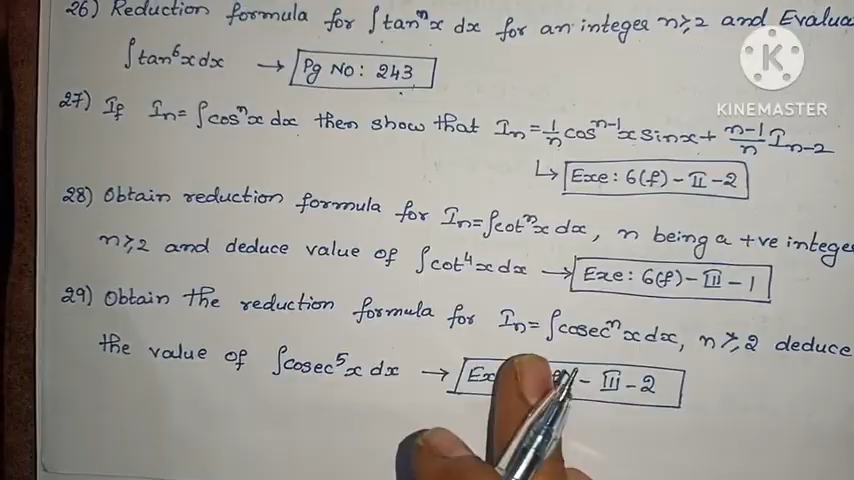 26) Reduction formula for ∫tanⁿx dx for an integer n≥2 and Evalua
∫tan⁶x dx → Pg No: 243
KINEMASTER
27) If Iₙ = ∫cosⁿx dx then show that Iₙ = 1/n cosⁿ⁻¹x sinx + n-1/n Iₙ₋₂
Exe: 6(f) - II - 2
28) Obtain reduction formula for Iₙ = ∫cotⁿx dx, n being a +ve intege
n≥2 and deduce value of ∫cot⁴x dx → Exe: 6(f) - III - 1
29) Obtain the reduction formula for Iₙ = ∫cosecⁿx dx, n≥2 deduce
the value of ∫cosec⁵x dx → - III - 2